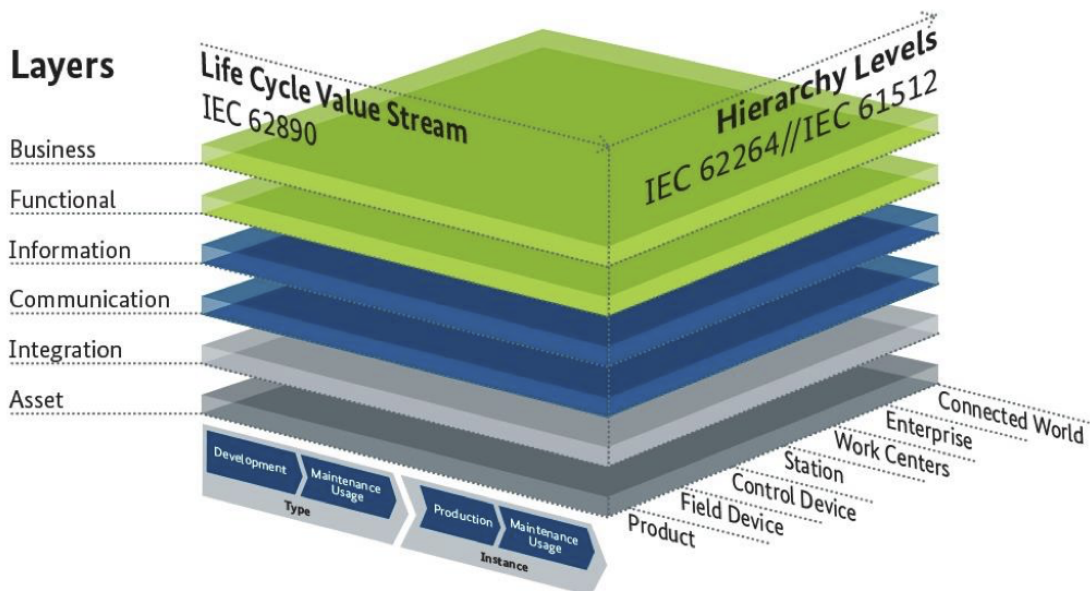 Layers
Life Cycle Value Stream
IEC 62890
Hierarchy Levels
IEC 62264//IEC 61512
Business
Functional
Information
Communication
Integration
Asset
Development
Maintenance
Usage
Type
Production
Maintenance
Usage
Instance
Product
Field Device
Control Device
Station
Work Centers
Enterprise
Connected World